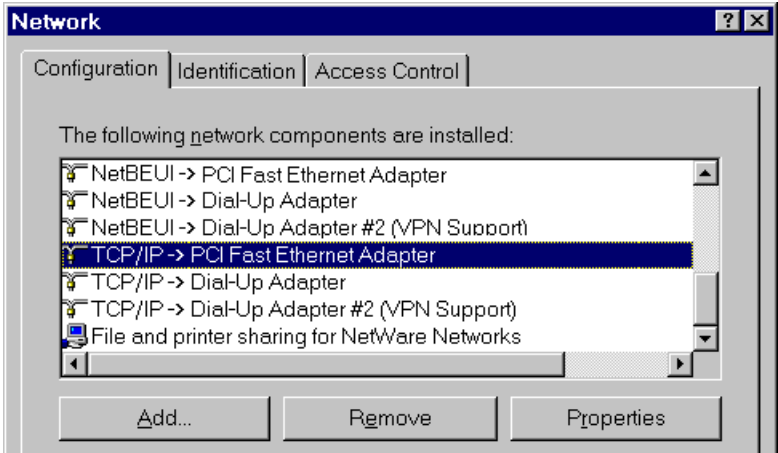 Network
Configuration Identification Access Control
The following network components are installed:
NetBEUI -> PCI Fast Ethernet Adapter
NetBEUI -> Dial-Up Adapter
NetBEUI -> Dial-Up Adapter #2 (VPN Support)
TCP/IP -> PCI Fast Ethernet Adapter
TCP/IP -> Dial-Up Adapter
TCP/IP -> Dial-Up Adapter #2 (VPN Support)
File and printer sharing for NetWare Networks
Add... Remove Properties